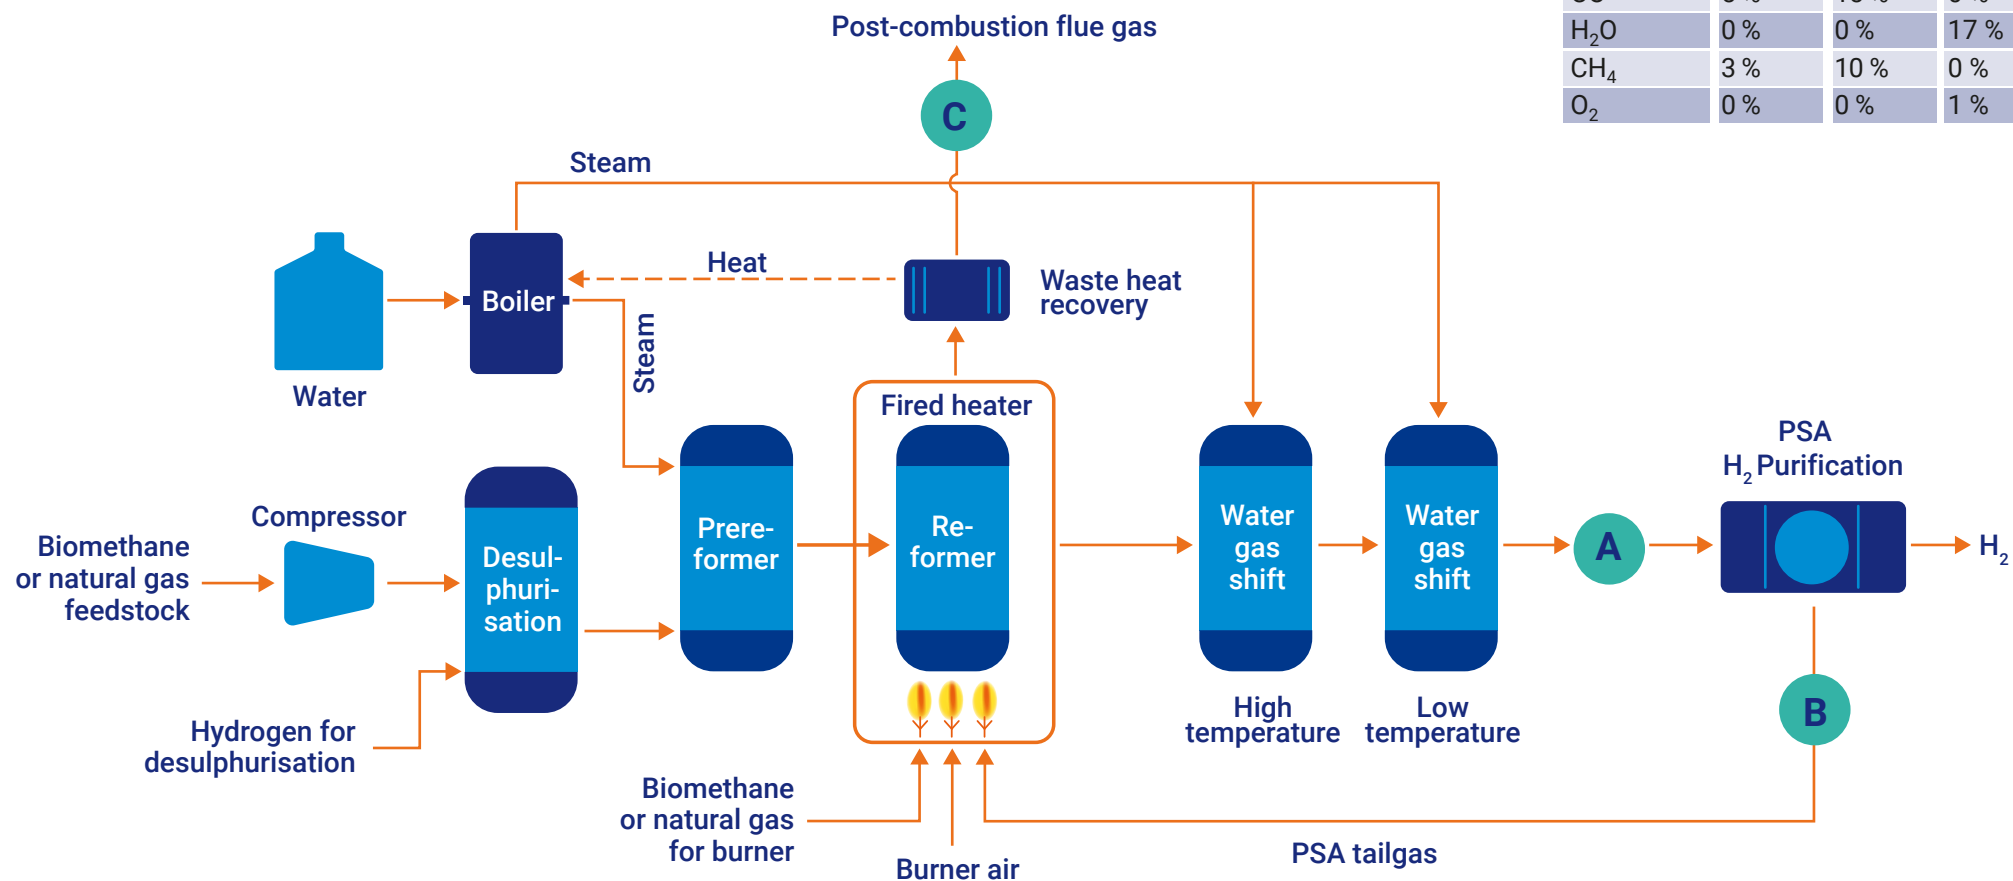 Post-combustion flue gas
H₂O 0 % 0 % 17 %
CH₄ 3 % 10 % 0 %
O₂ 0 % 0 % 1 %
C
Steam
Heat
Boiler
Waste heat
recovery
Steam
Water
Fired heater
PSA
H₂ Purification
Compressor
Biomethane
or natural gas
feedstock
Desul-
phuri-
sation
Prere-
former
Re-
former
Water
gas
shift
Water
gas
shift
A
H₂
High
temperature
Low
temperature
B
Hydrogen for
desulphurisation
Biomethane
or natural gas
for burner
Burner air
PSA tailgas